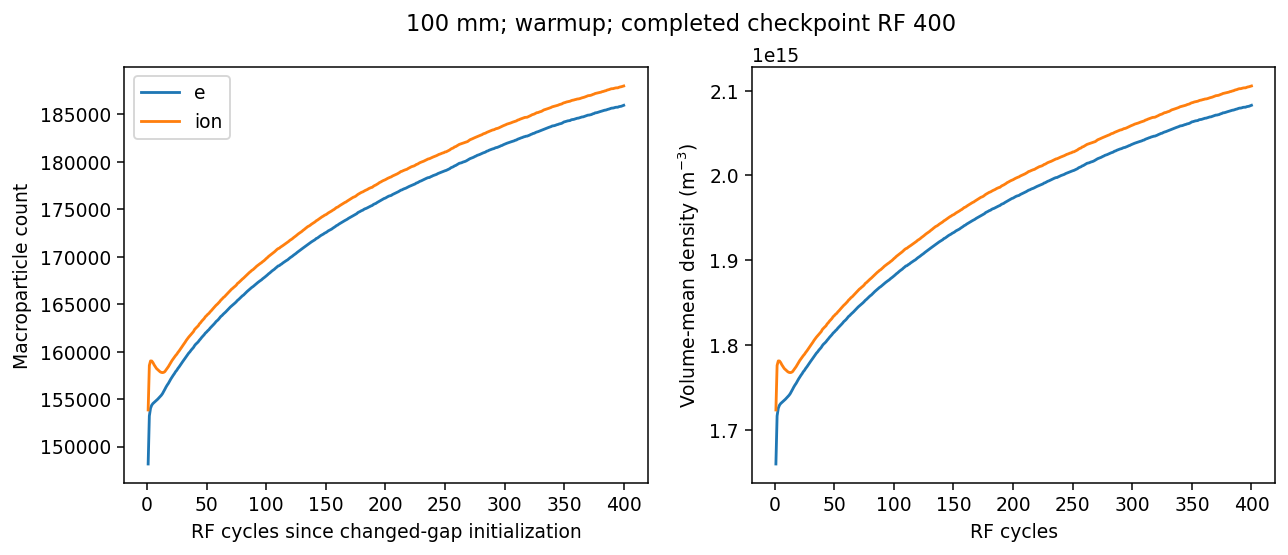 100 mm; warmup; completed checkpoint RF 400
e
ion
Macroparticle count
185000
180000
175000
170000
165000
160000
155000
150000
0 50 100 150 200 250 300 350 400
RF cycles since changed-gap initialization
1e15
Volume-mean density (m⁻³)
2.1
2.0
1.9
1.8
1.7
0 50 100 150 200 250 300 350 400
RF cycles